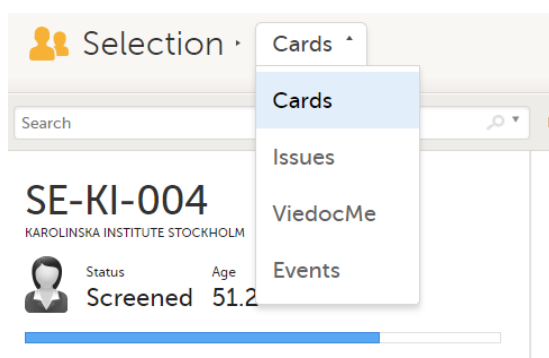 Selection
Cards
Cards
Search
Issues
SE-KI-004
ViedocMe
KAROLINSKA INSTITUTE STOCKHOLM
Status Age Events
Screened 51.2